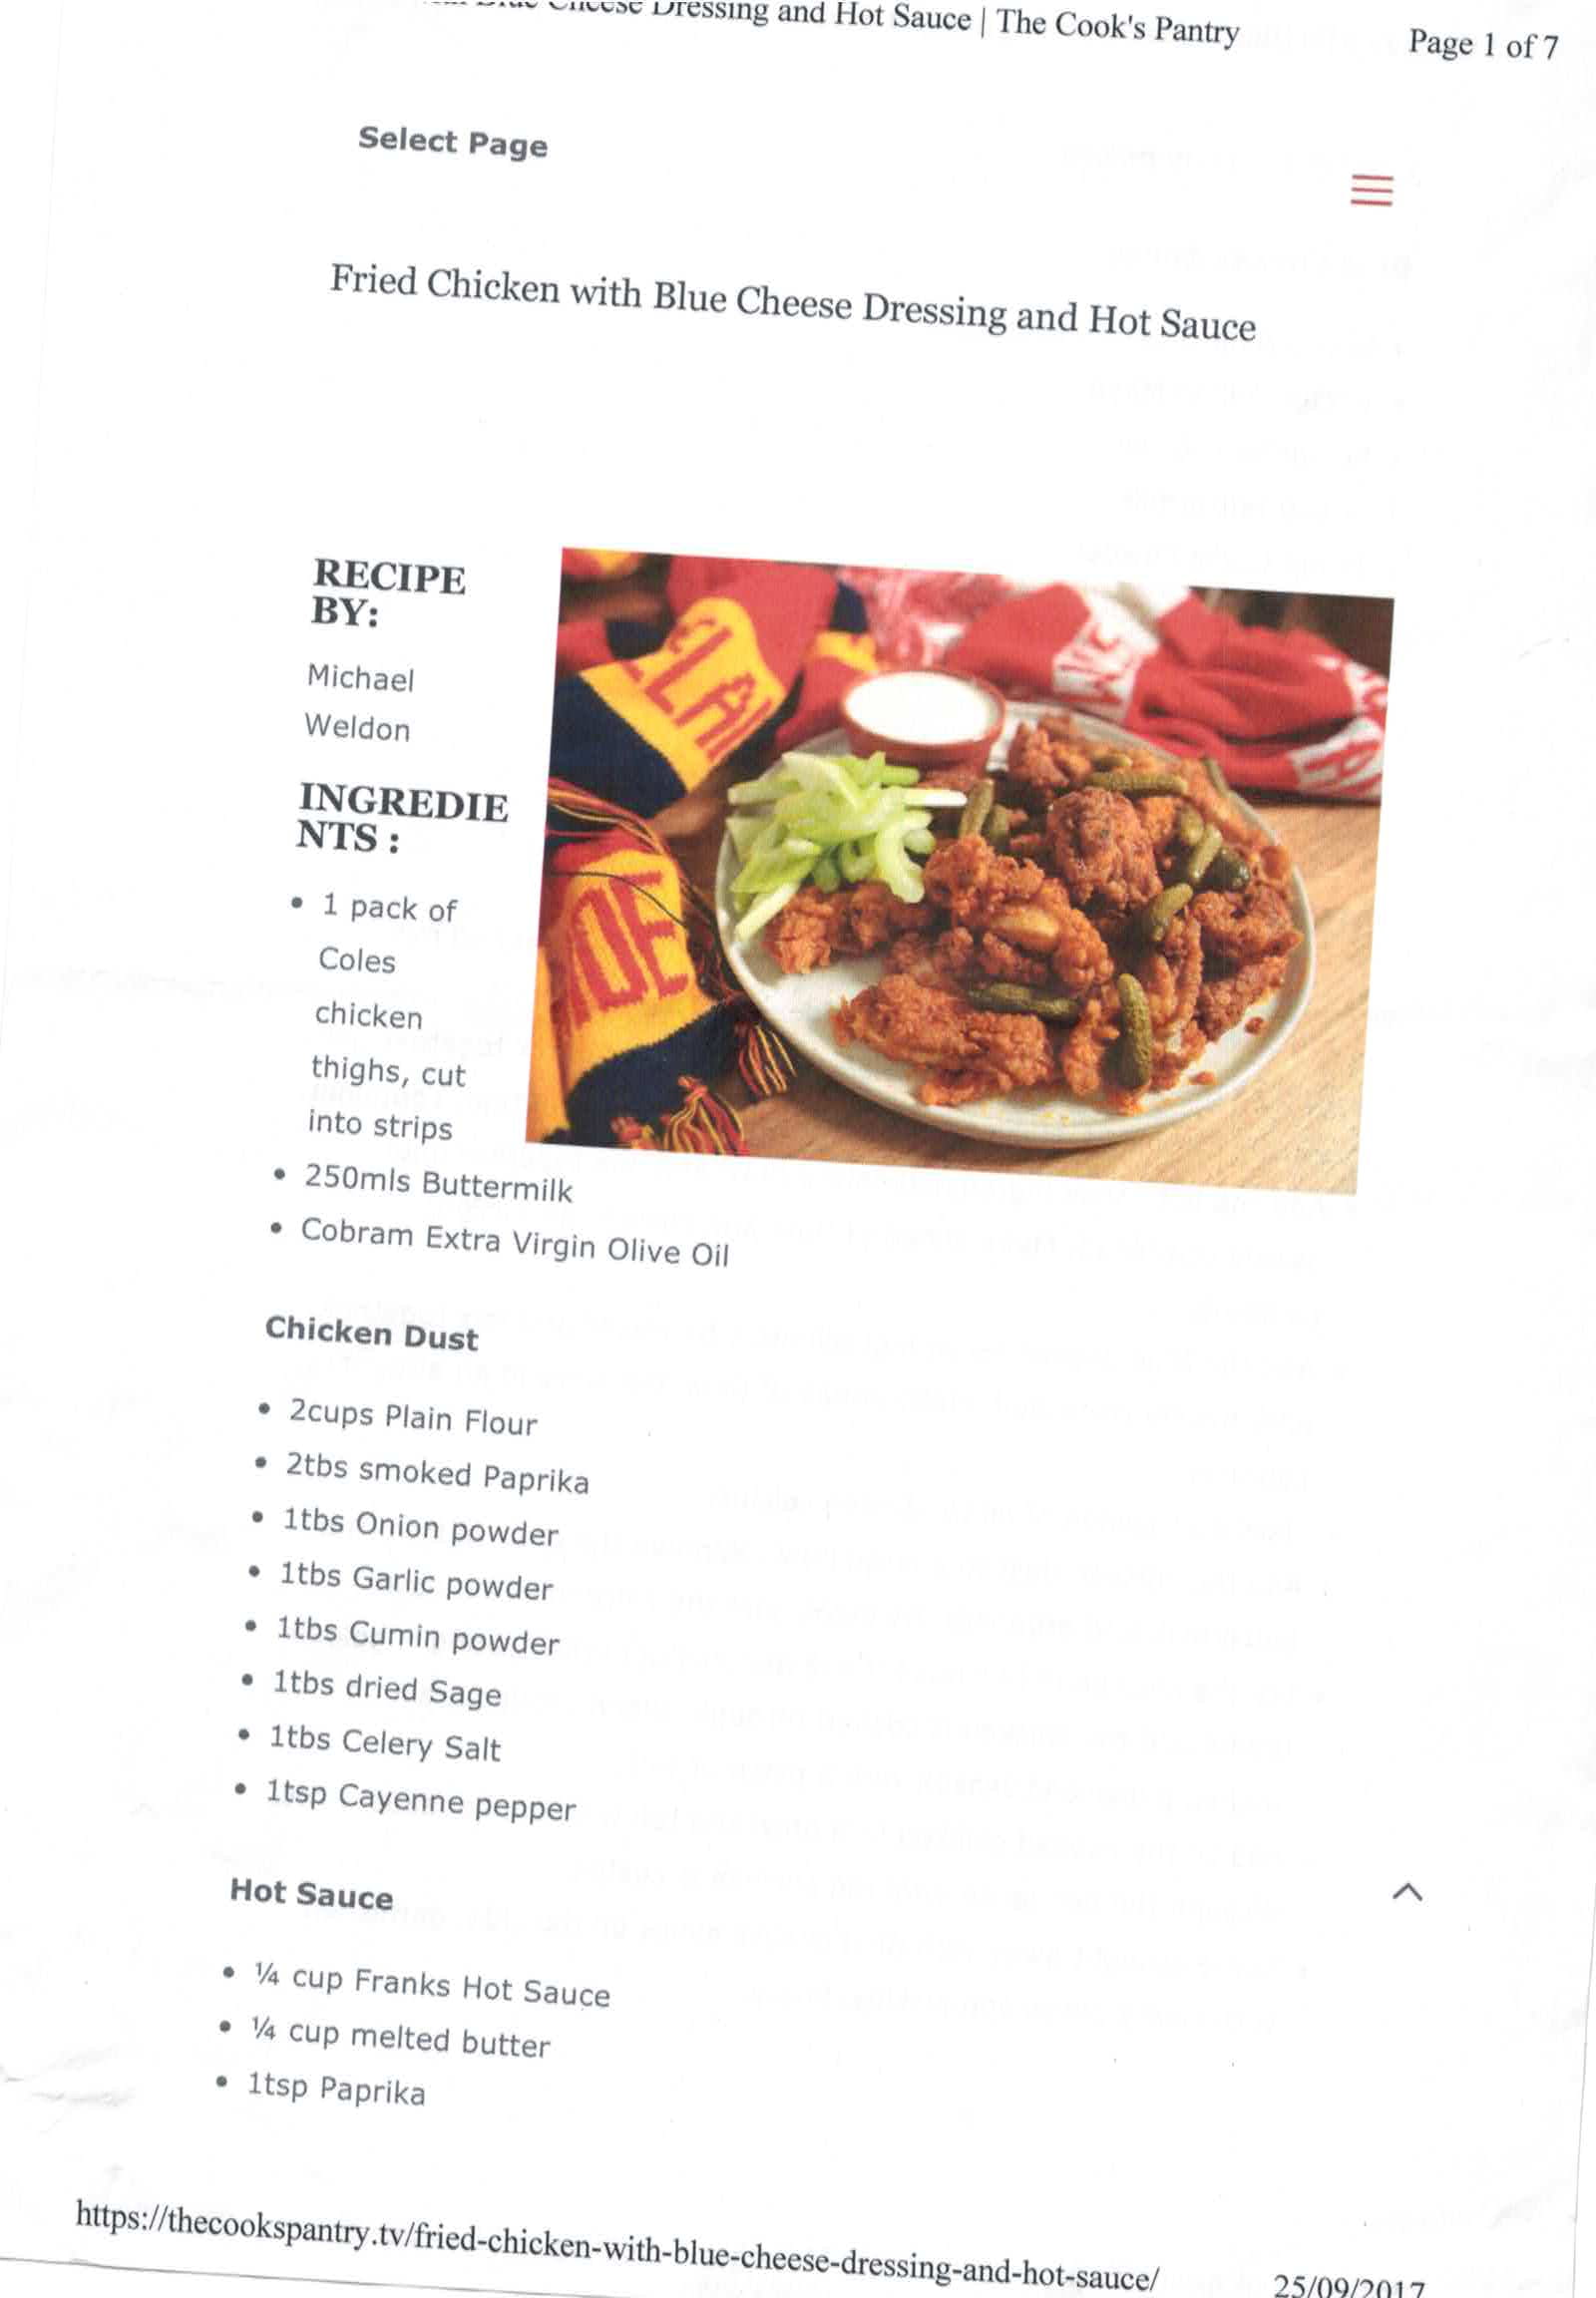 Cheese Dressing and Hot Sauce | The Cook's Pantry
Page 1 of 7
Select Page
Fried Chicken with Blue Cheese Dressing and Hot Sauce
RECIPE
BY:
Michael
Weldon
INGREDIE
NTS :
• 1 pack of
Coles
chicken
thighs, cut
into strips
• 250mls Buttermilk
• Cobram Extra Virgin Olive Oil
Chicken Dust
• 2cups Plain Flour
• 2tbs smoked Paprika
• 1tbs Onion powder
• 1tbs Garlic powder
• 1tbs Cumin powder
• 1tbs dried Sage
• 1tbs Celery Salt
• 1tsp Cayenne pepper
Hot Sauce
• ¼ cup Franks Hot Sauce
• ¼ cup melted butter
• 1tsp Paprika
https://thecookspantry.tv/fried-chicken-with-blue-cheese-dressing-and-hot-sauce/
25/09/2017